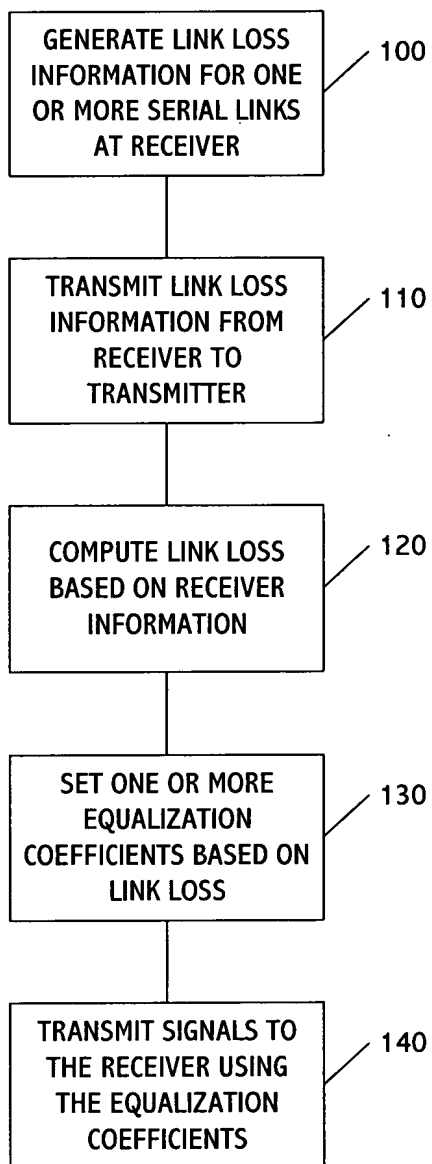 GENERATE LINK LOSS
INFORMATION FOR ONE
OR MORE SERIAL LINKS
AT RECEIVER
100
TRANSMIT LINK LOSS
INFORMATION FROM
RECEIVER TO
TRANSMITTER
110
COMPUTE LINK LOSS
BASED ON RECEIVER
INFORMATION
120
SET ONE OR MORE
EQUALIZATION
COEFFICIENTS BASED ON
LINK LOSS
130
TRANSMIT SIGNALS TO
THE RECEIVER USING
THE EQUALIZATION
COEFFICIENTS
140